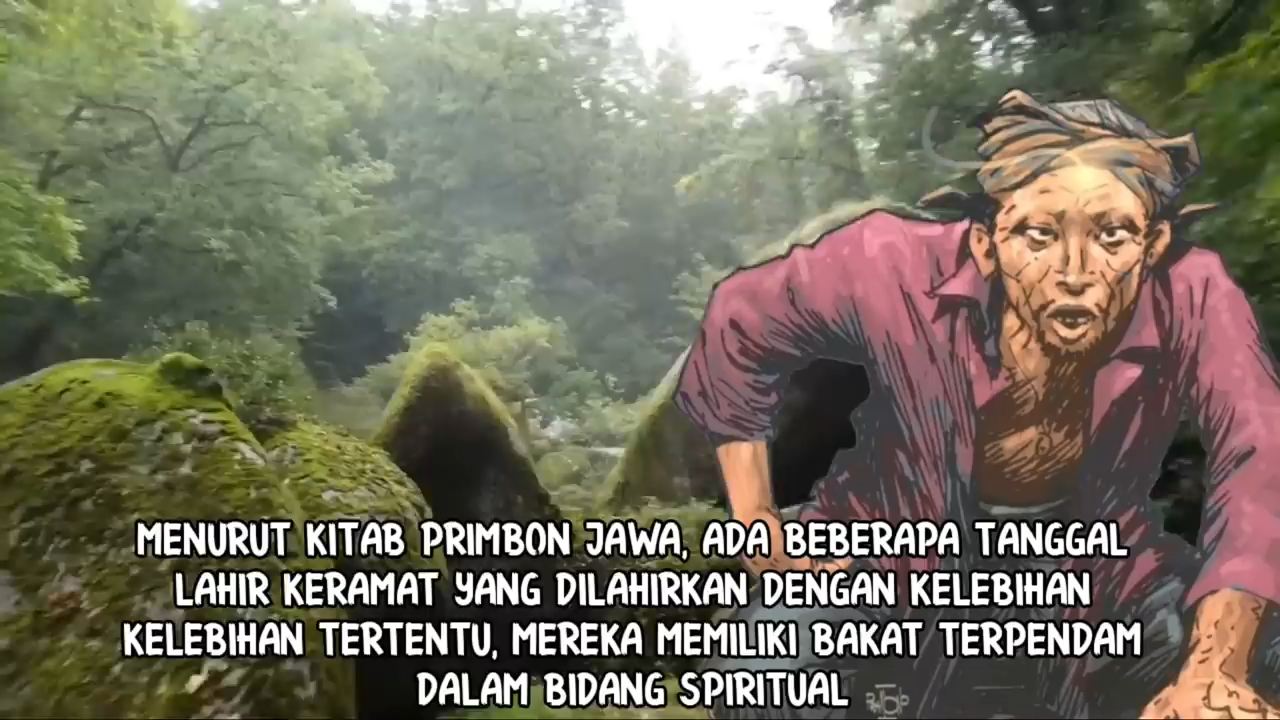 MENURUT KITAB PRIMBON JAWA, ADA BEBERAPA TANGGAL
LAHIR KERAMAT YANG DILAHIRKAN DENGAN KELEBIHAN
KELEBIHAN TERTENTU, MEREKA MEMILIKI BAKAT TERPENDAM
DALAM BIDANG SPIRITUAL